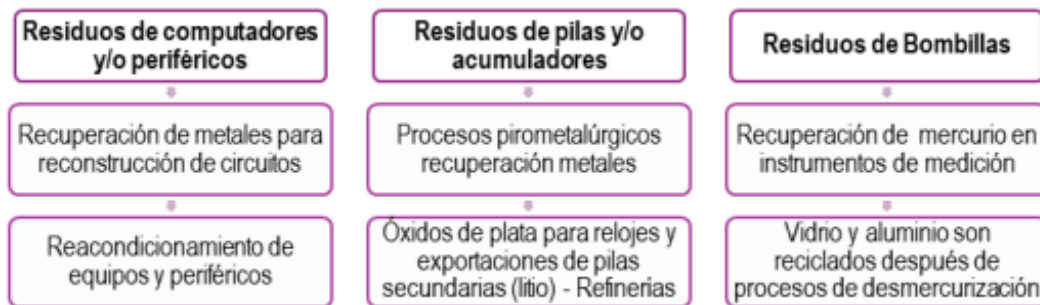 Residuos de computadores
y/o periféricos
Recuperación de metales para
reconstrucción de circuitos
Reacondicionamiento de
equipos y periféricos
Residuos de pilas y/o
acumuladores
Procesos pirometalúrgicos
recuperación metales
Óxidos de plata para relojes y
exportaciones de pilas
secundarias (litio) - Refinerías
Residuos de Bombillas
Recuperación de mercurio en
instrumentos de medición
Vidrio y aluminio son
reciclados después de
procesos de desmercurización